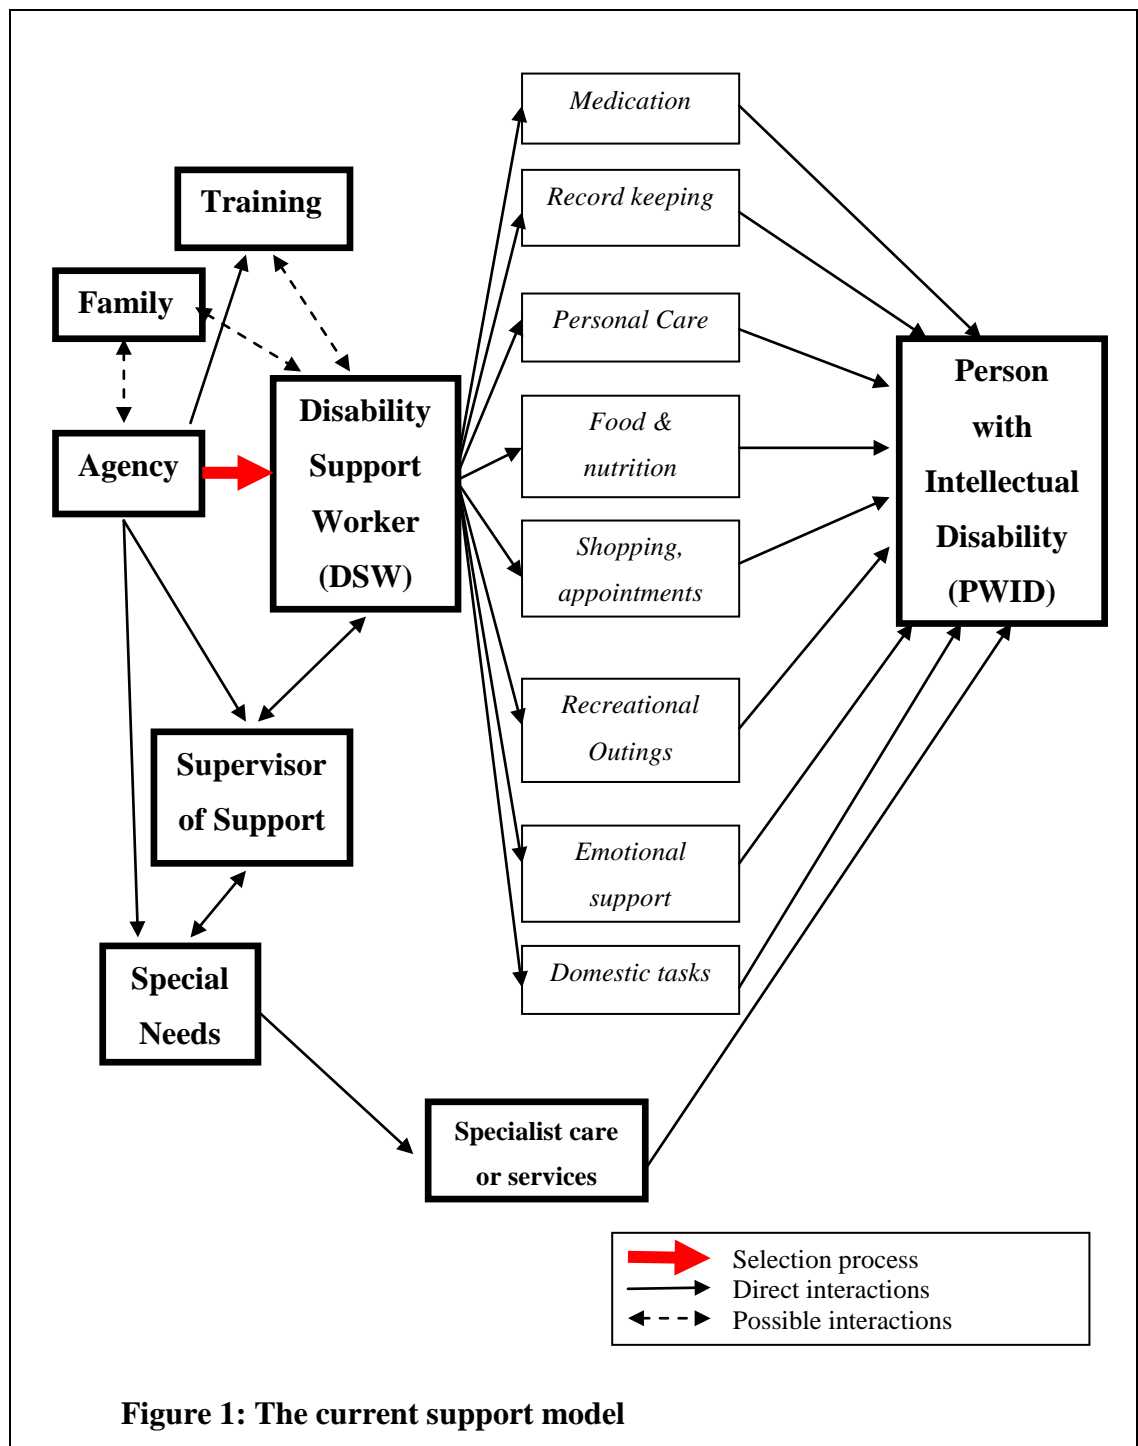 Medication
Training
Record keeping
Family
Personal Care
Person
with
Intellectual
Disability
(PWID)
Disability
Support
Worker
(DSW)
Food &
nutrition
Agency
Shopping,
appointments
Recreational
Outings
Supervisor
of Support
Emotional
support
Domestic tasks
Special
Needs
Specialist care
or services
Selection process
Direct interactions
Possible interactions
Figure 1: The current support model